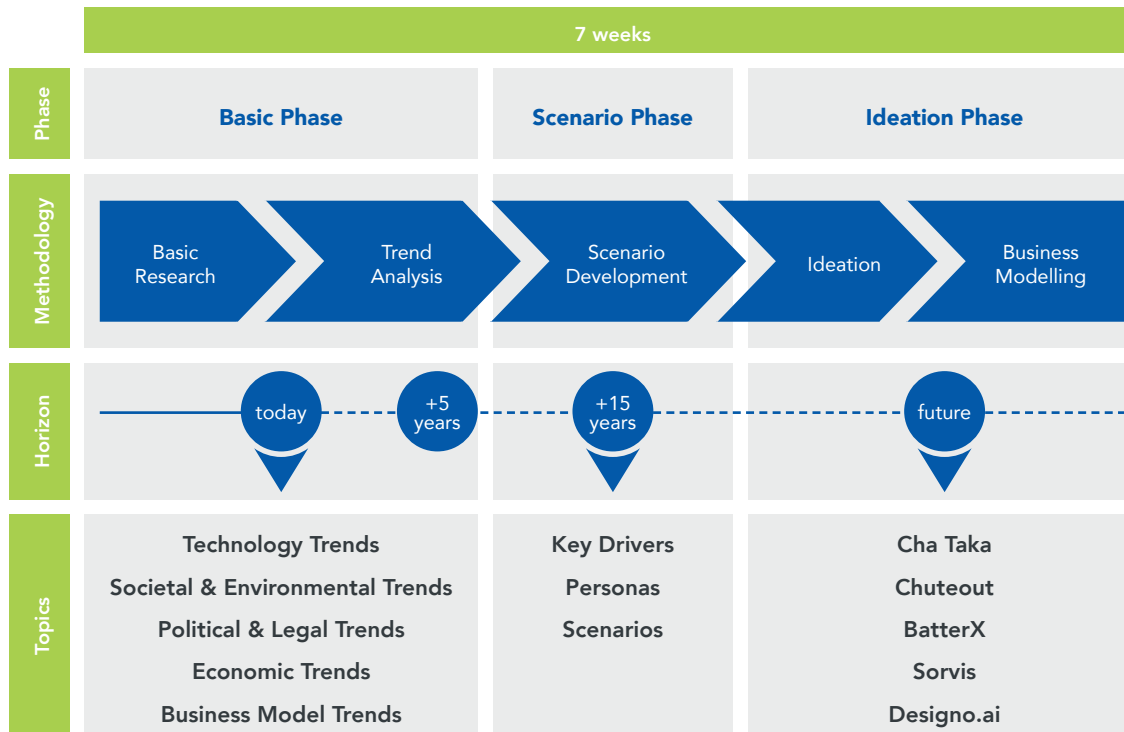 7 weeks
Phase
Basic Phase
Scenario Phase
Ideation Phase
Methodology
Basic
Research
Trend
Analysis
Scenario
Development
Ideation
Business
Modelling
Horizon
today
+5
years
+15
years
future
Topics
Technology Trends
Societal & Environmental Trends
Political & Legal Trends
Economic Trends
Business Model Trends
Key Drivers
Personas
Scenarios
Cha Taka
Chuteout
BatterX
Sorvis
Designo.ai